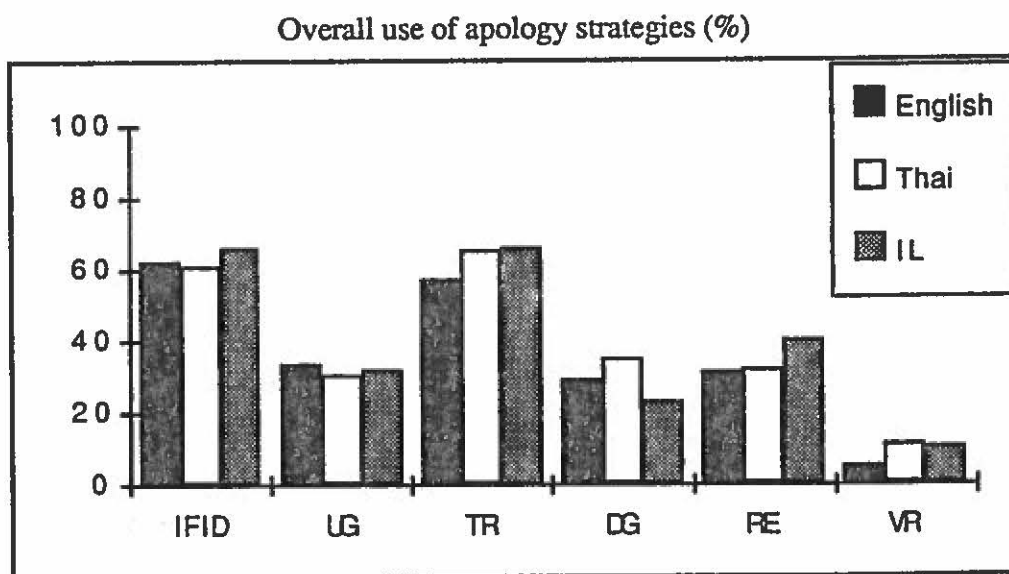 Overall use of apology strategies (%)
English
Thai
IL
100
80
60
40
20
0
IFID
UG
TR
DG
RE
VR